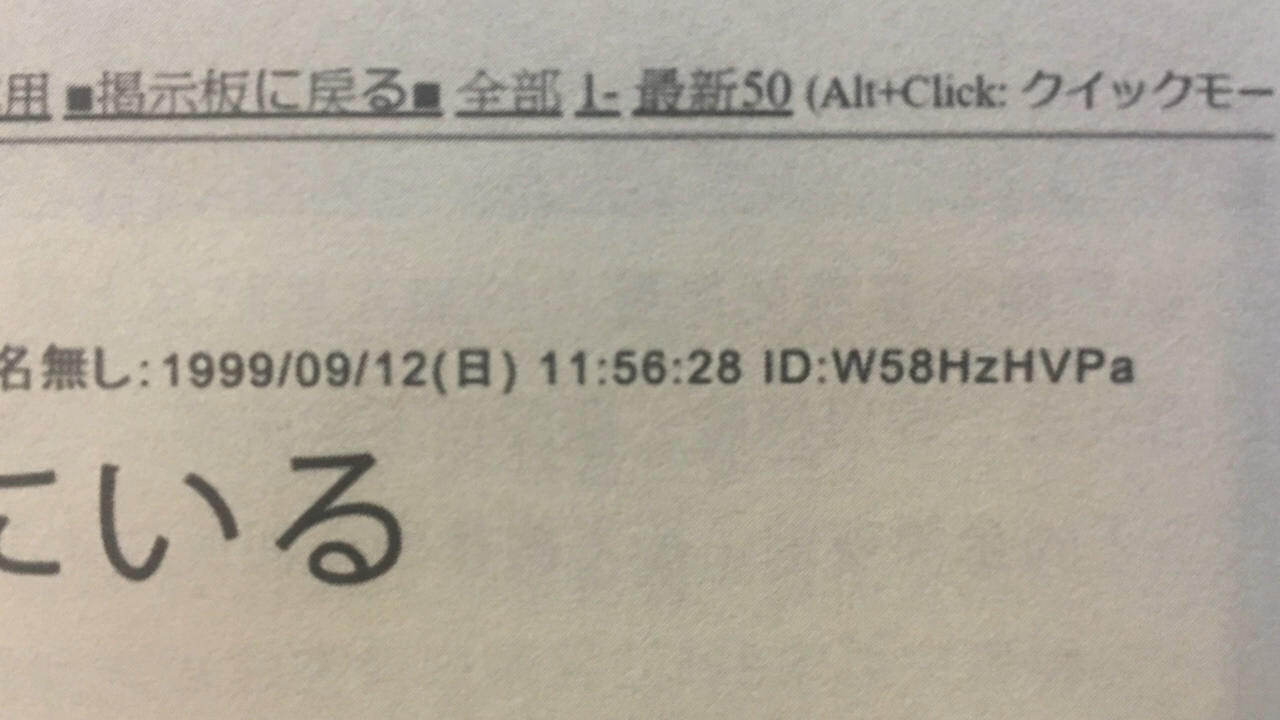 用 ■掲示板に戻る■ 全部 1- 最新50 (Alt+Click: クイックモー
名無し:1999/09/12(日) 11:56:28 ID:W58HzHVPa
にいる